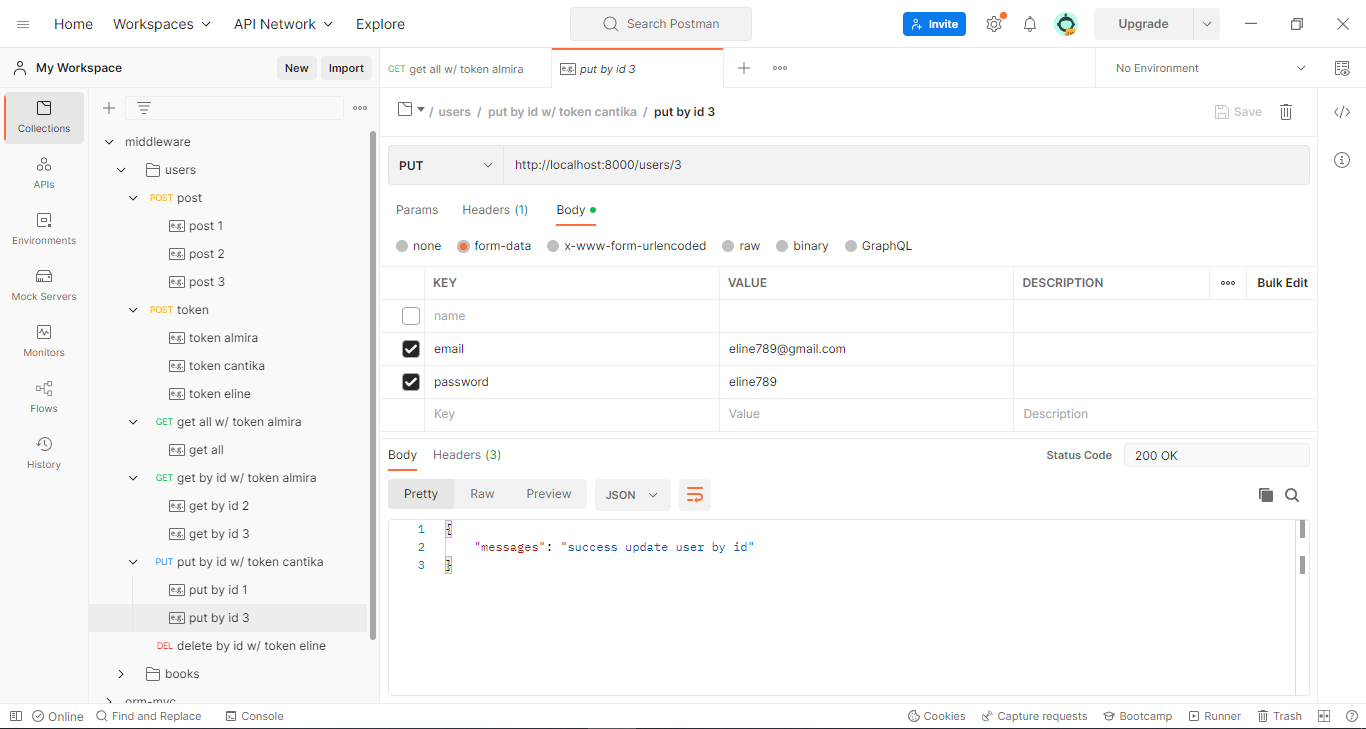 Home Workspaces API Network Explore Search Postman Invite Upgrade
My Workspace New Import GET get all w/ token almira e.g. put by id 3 No Environment
Collections
APIs
Environments
Mock Servers
Monitors
Flows
History
middleware
users
POST post
e.g. post 1
e.g. post 2
e.g. post 3
POST token
e.g. token almira
e.g. token cantika
e.g. token eline
GET get all w/ token almira
e.g. get all
GET get by id w/ token almira
e.g. get by id 2
e.g. get by id 3
PUT put by id w/ token cantika
e.g. put by id 1
e.g. put by id 3
DEL delete by id w/ token eline
books
orm-mvc
/ users / put by id w/ token cantika / put by id 3 Save
PUT http://localhost:8000/users/3
Params Headers (1) Body
none form-data x-www-form-urlencoded raw binary GraphQL
KEY VALUE DESCRIPTION Bulk Edit
name
email eline789@gmail.com
password eline789
Key Value Description
Body Headers (3) Status Code 200 OK
Pretty Raw Preview JSON
1 {
2 "messages": "success update user by id"
3 }
Online Find and Replace Console Cookies Capture requests Bootcamp Runner Trash